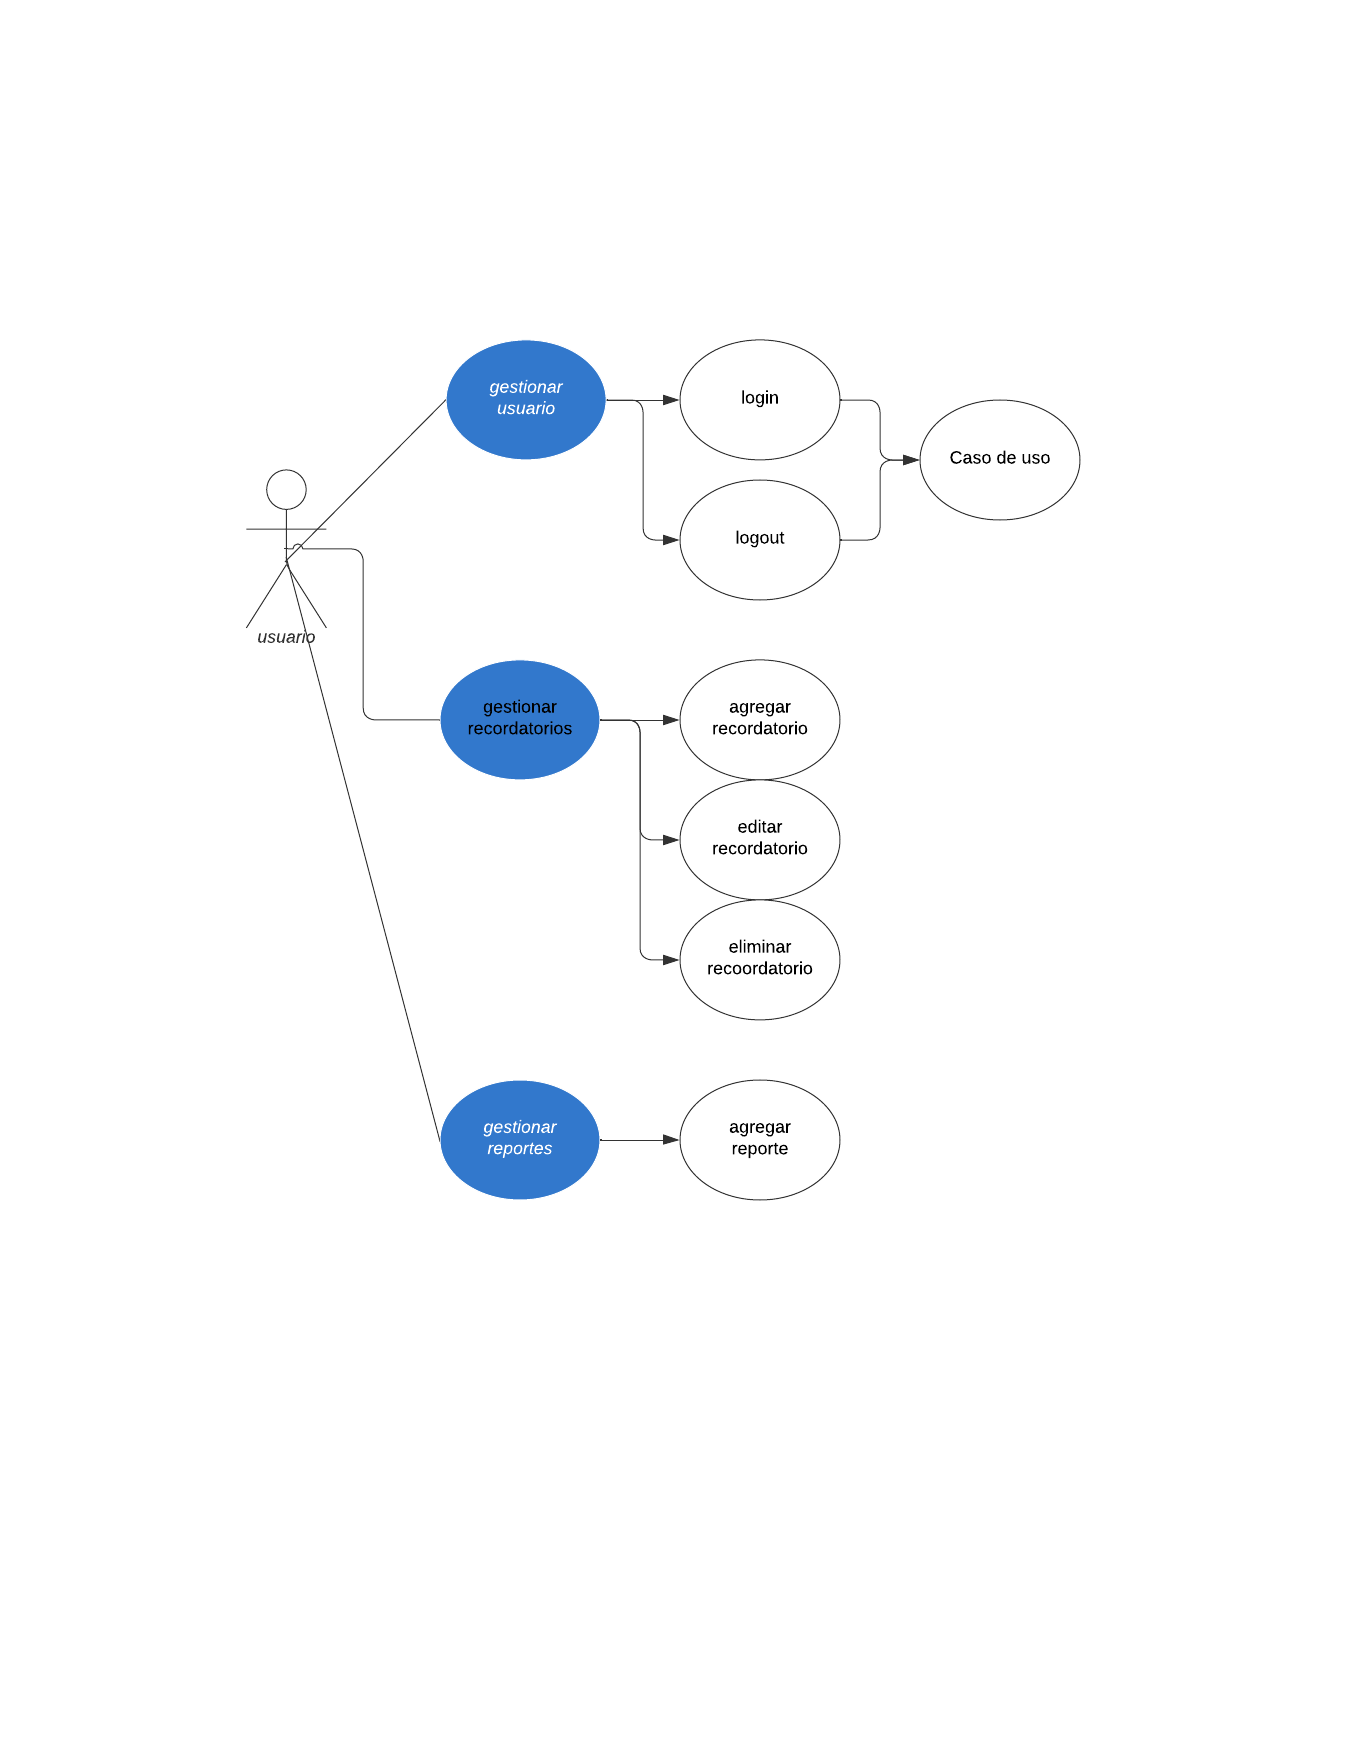 gestionar
usuario
login
Caso de uso
logout
usuario
gestionar
recordatorios
agregar
recordatorio
editar
recordatorio
eliminar
recoordatorio
gestionar
reportes
agregar
reporte